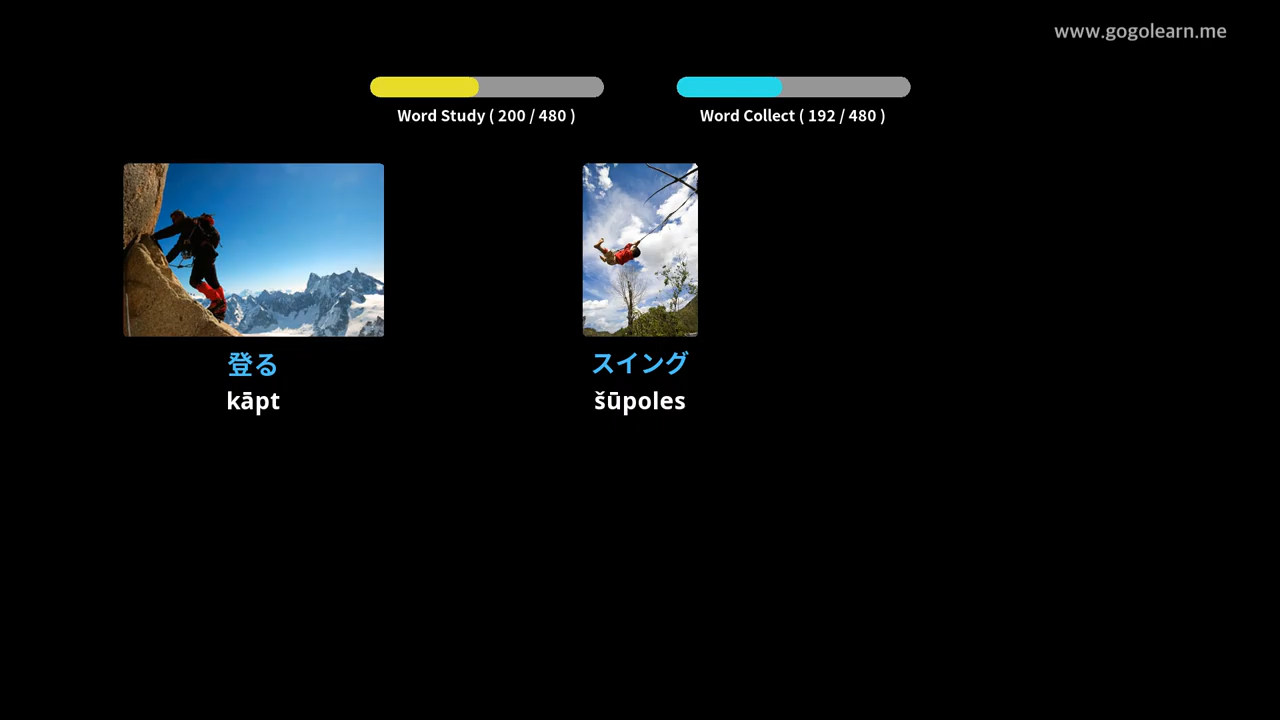 www.gogolearn.me
Word Study ( 200 / 480 )
Word Collect ( 192 / 480 )
登る
kāpt
スイング
šūpoles